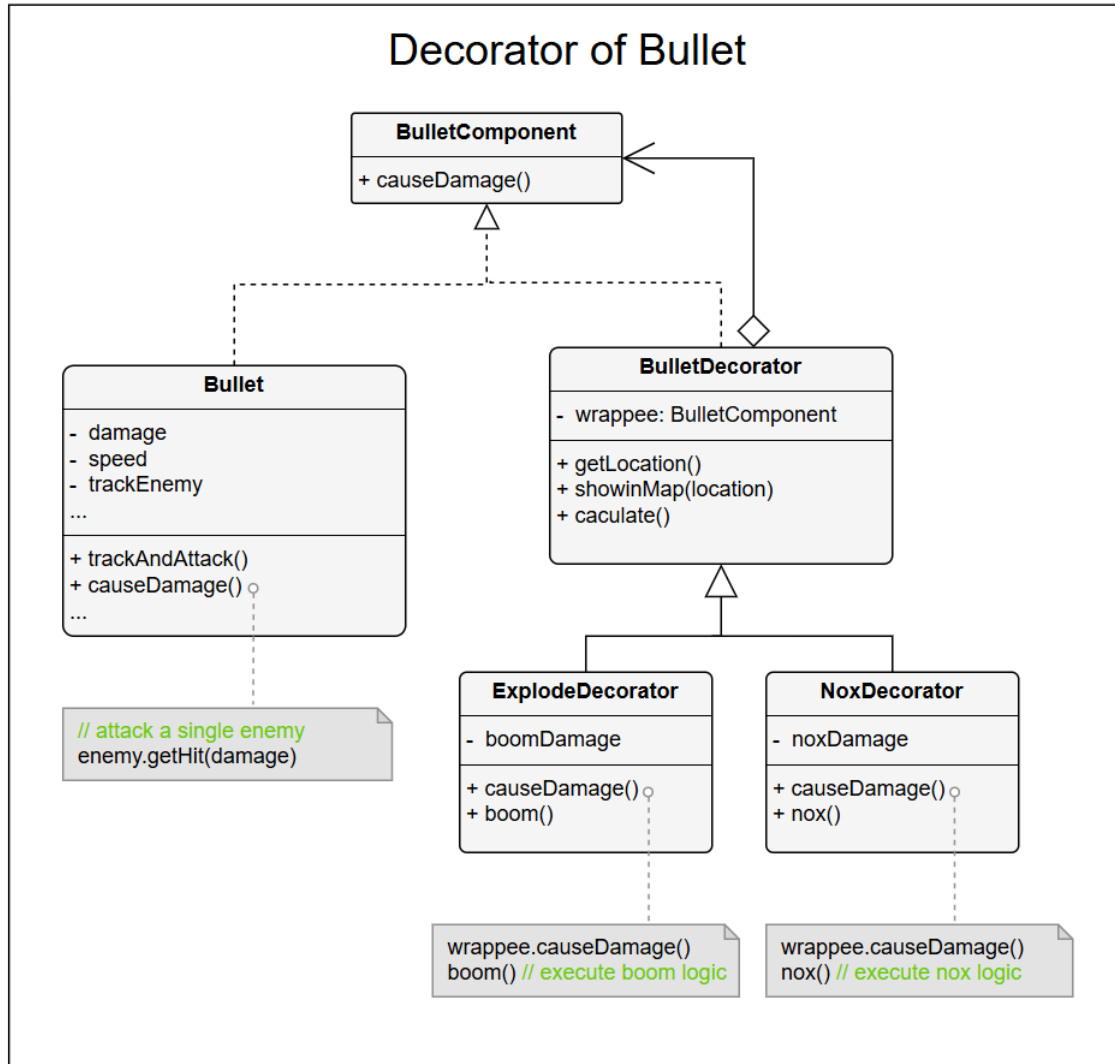 Decorator of Bullet
BulletComponent
+ causeDamage()
Bullet
- damage
- speed
- trackEnemy
...
+ trackAndAttack()
+ causeDamage()
...
// attack a single enemy
enemy.getHit(damage)
BulletDecorator
- wrappee: BulletComponent
+ getLocation()
+ showinMap(location)
+ caculate()
ExplodeDecorator
- boomDamage
+ causeDamage()
+ boom()
wrappee.causeDamage()
boom() // execute boom logic
NoxDecorator
- noxDamage
+ causeDamage()
+ nox()
wrappee.causeDamage()
nox() // execute nox logic